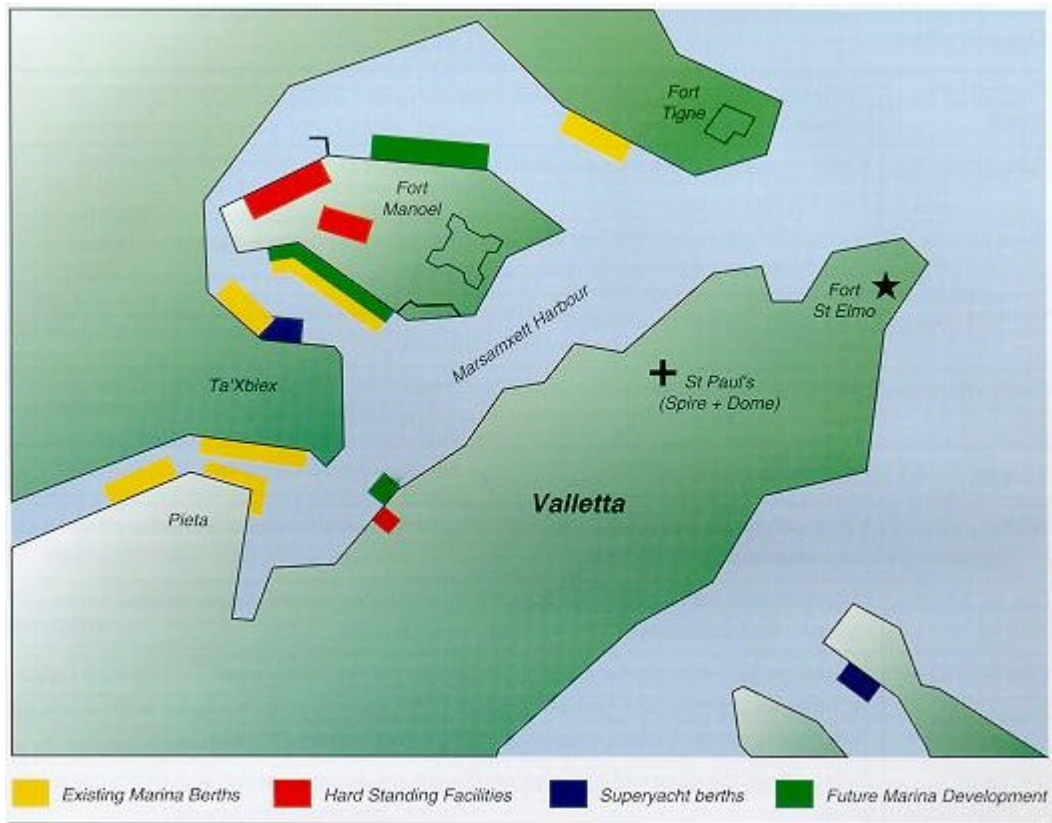 Fort
Tigne
Fort
Manoel
Fort
St Elmo
Marsamxett Harbour
Ta'Xbiex
St Paul's
(Spire + Dome)
Valletta
Pieta
Existing Marina Berths
Hard Standing Facilities
Superyacht berths
Future Marina Development